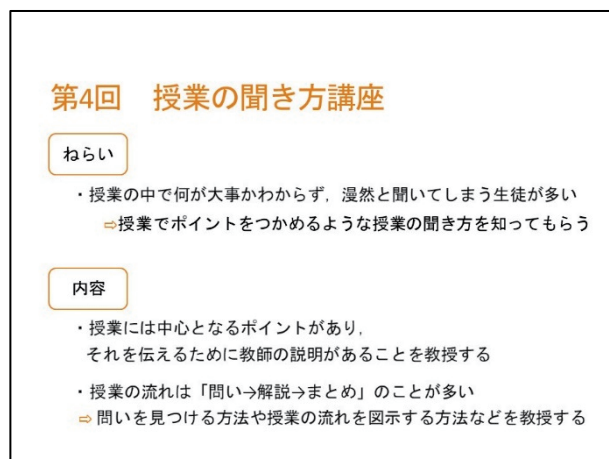 第4回　授業の聞き方講座
ねらい
・授業の中で何が大事かわからず，漫然と聞いてしまう生徒が多い
⇨授業でポイントをつかめるような授業の聞き方を知ってもらう
内容
・授業には中心となるポイントがあり，
それを伝えるために教師の説明があることを教授する
・授業の流れは「問い→解説→まとめ」のことが多い
⇨ 問いを見つける方法や授業の流れを図示する方法などを教授する